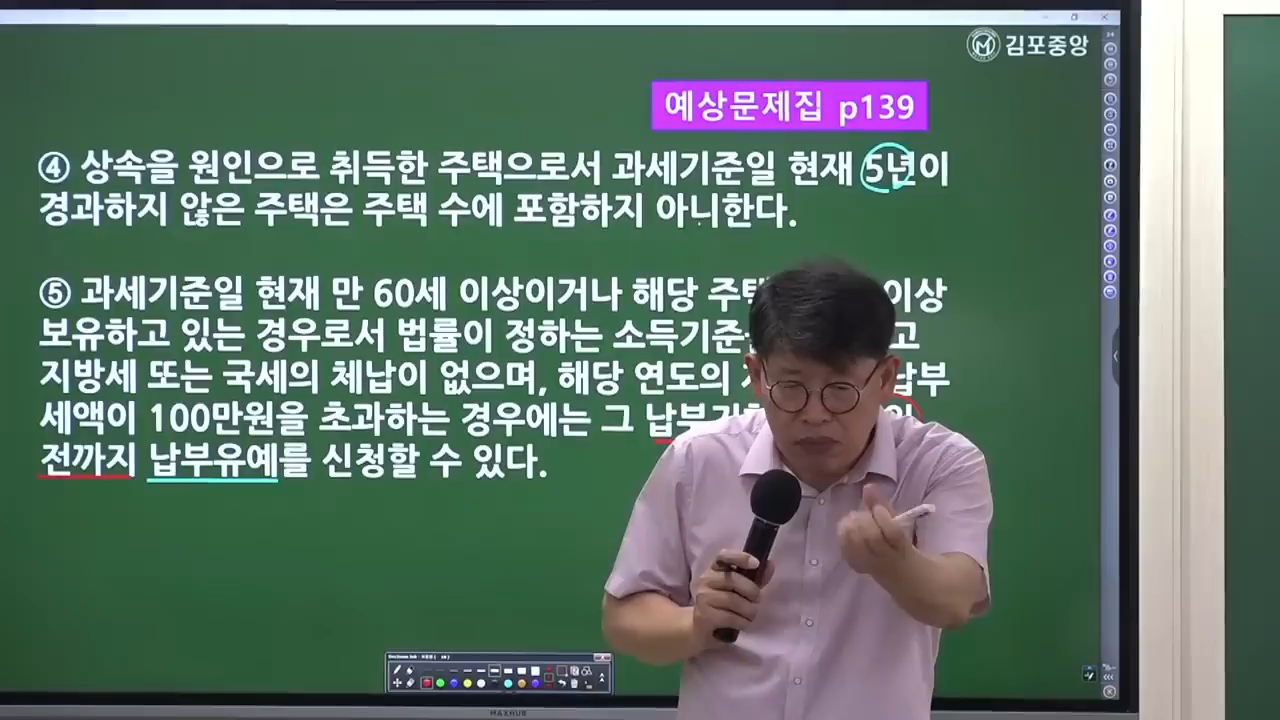 김포중앙
예상문제집 p139
④ 상속을 원인으로 취득한 주택으로서 과세기준일 현재 5년이
경과하지 않은 주택은 주택 수에 포함하지 아니한다.
⑤ 과세기준일 현재 만 60세 이상이거나 해당 이상
보유하고 있는 경우로서 법률이 정하는 고
지방세 또는 국세의 체납이 없으며, 해당 연도의 납부
세액이 100만원을 초과하는 경우에는 그
전까지 납부유예를 신청할 수 있다.
MAXHUB